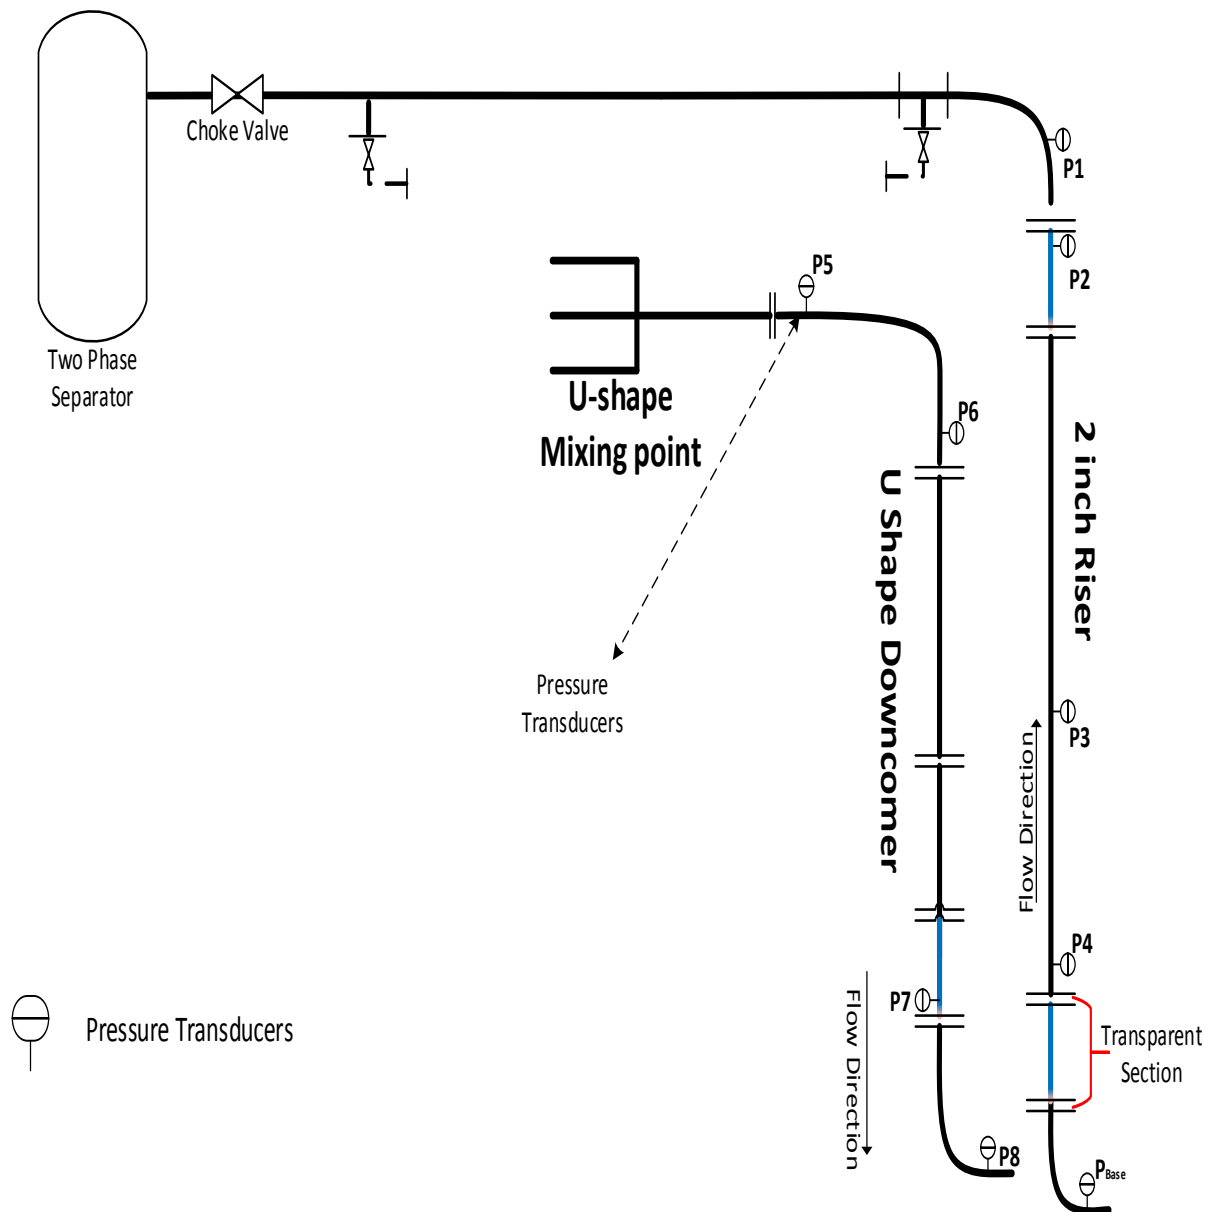 Choke Valve
P1
P2
Two Phase
Separator
P5
U-shape
Mixing point
P6
2 inch Riser
U Shape Downcomer
Pressure
Transducers
P3
Flow Direction
P4
P7
Flow Direction
Pressure Transducers
Transparent
Section
P8
PBase